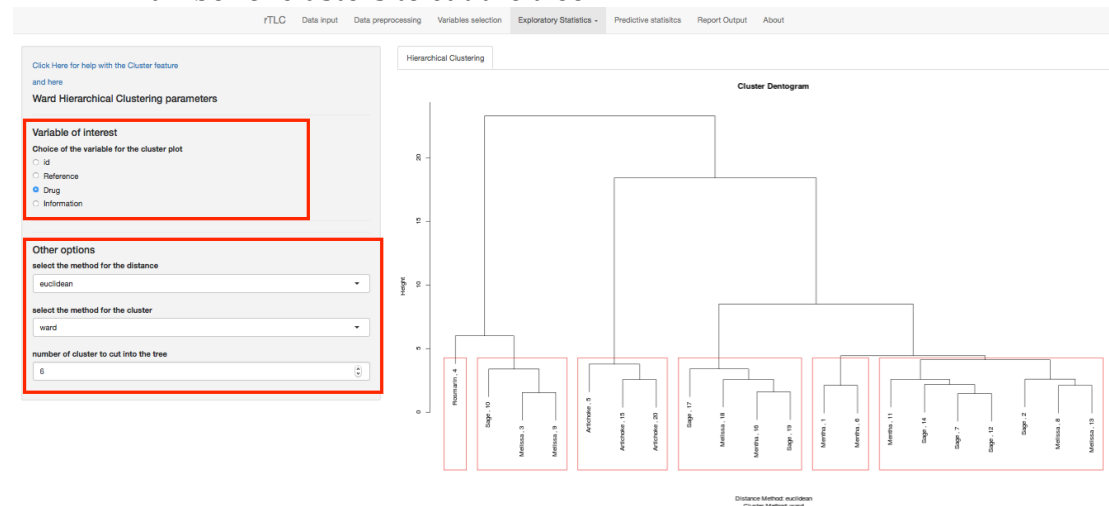 rTLC Data input Data preprocessing Variables selection Exploratory Statistics Predictive statisitcs Report Output About
Click Here for help with the Cluster feature
and here
Ward Hierarchical Clustering parameters
Variable of interest
Choice of the variable for the cluster plot
id
Reference
Drug
Information
Other options
select the method for the distance
euclidean
select the method for the cluster
ward
number of cluster to cut into the tree
6
Hierarchical Clustering
Cluster Dentogram
Height
20
15
10
5
0
Rosmarin , 4
Sage , 10
Melissa , 3
Melissa , 9
Artichoke , 5
Artichoke , 15
Artichoke , 20
Sage , 17
Melissa , 18
Mentha , 16
Sage , 19
Mentha , 1
Mentha , 6
Mentha , 11
Sage , 14
Sage , 7
Sage , 12
Sage , 2
Melissa , 8
Melissa , 13
Distance Method: euclidean